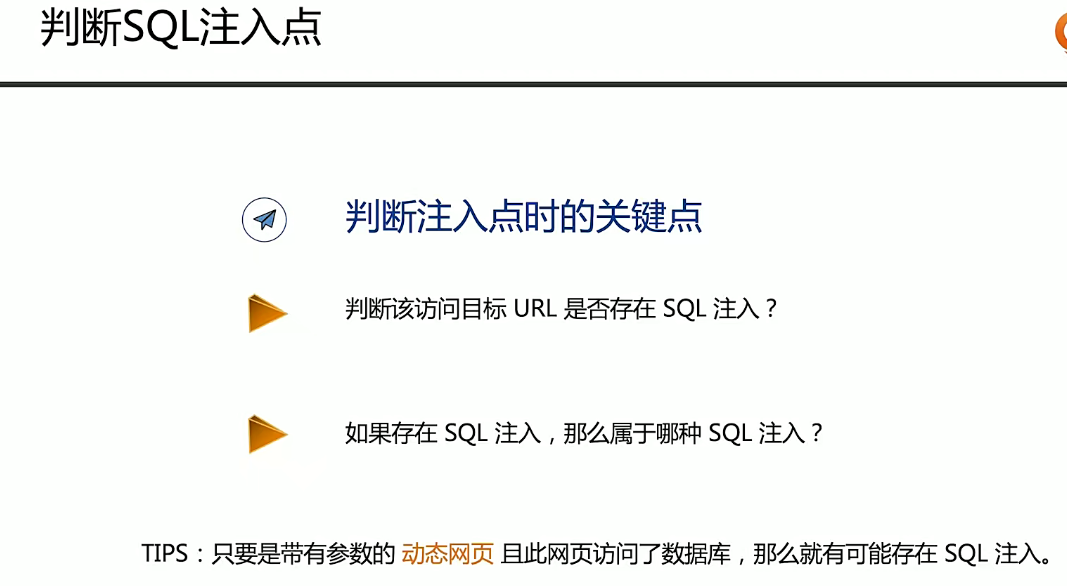 判断SQL注入点
判断注入点时的关键点
判断该访问目标 URL 是否存在 SQL 注入？
如果存在 SQL 注入，那么属于哪种 SQL 注入？
TIPS：只要是带有参数的 动态网页 且此网页访问了数据库，那么就有可能存在 SQL 注入。